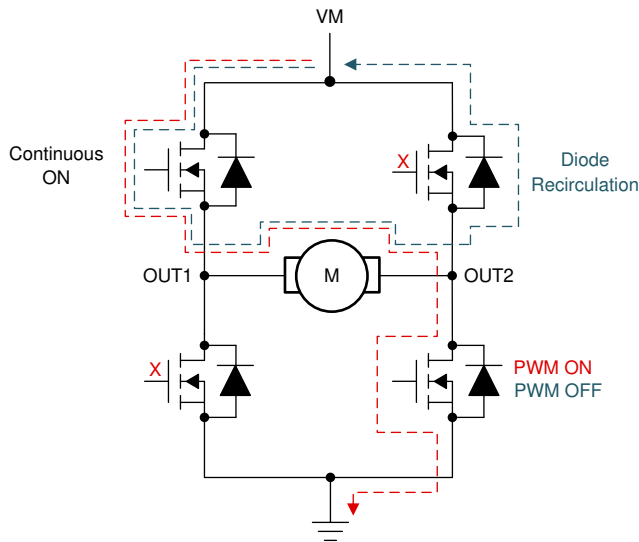 VM
Continuous
ON
X
Diode
Recirculation
OUT1
M
OUT2
X
PWM ON
PWM OFF